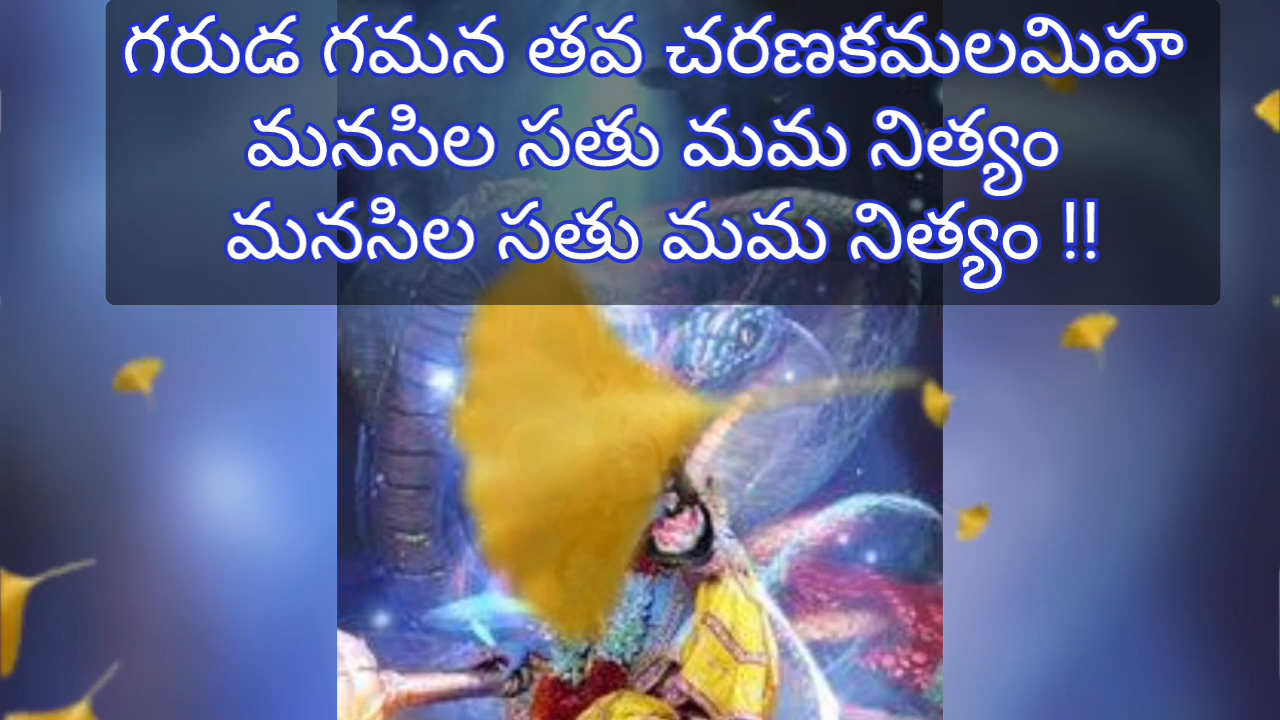 గరుడ గమన తవ చరణకమలమిహ
మనసిల సతు మమ నిత్యం
మనసిల సతు మమ నిత్యం !!